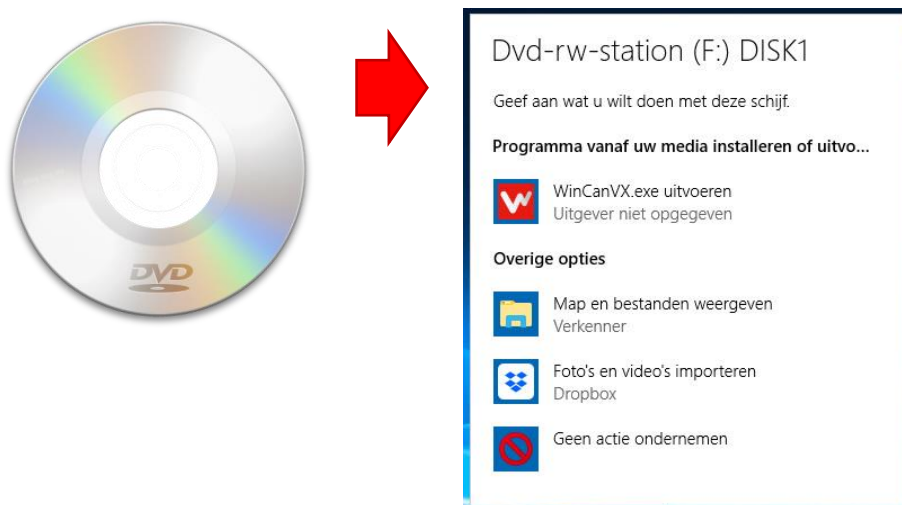 DVD
Dvd-rw-station (F:) DISK1
Geef aan wat u wilt doen met deze schijf.
Programma vanaf uw media installeren of uitvo...
WinCanVX.exe uitvoeren
Uitgever niet opgegeven
Overige opties
Map en bestanden weergeven
Verkenner
Foto's en video's importeren
Dropbox
Geen actie ondernemen